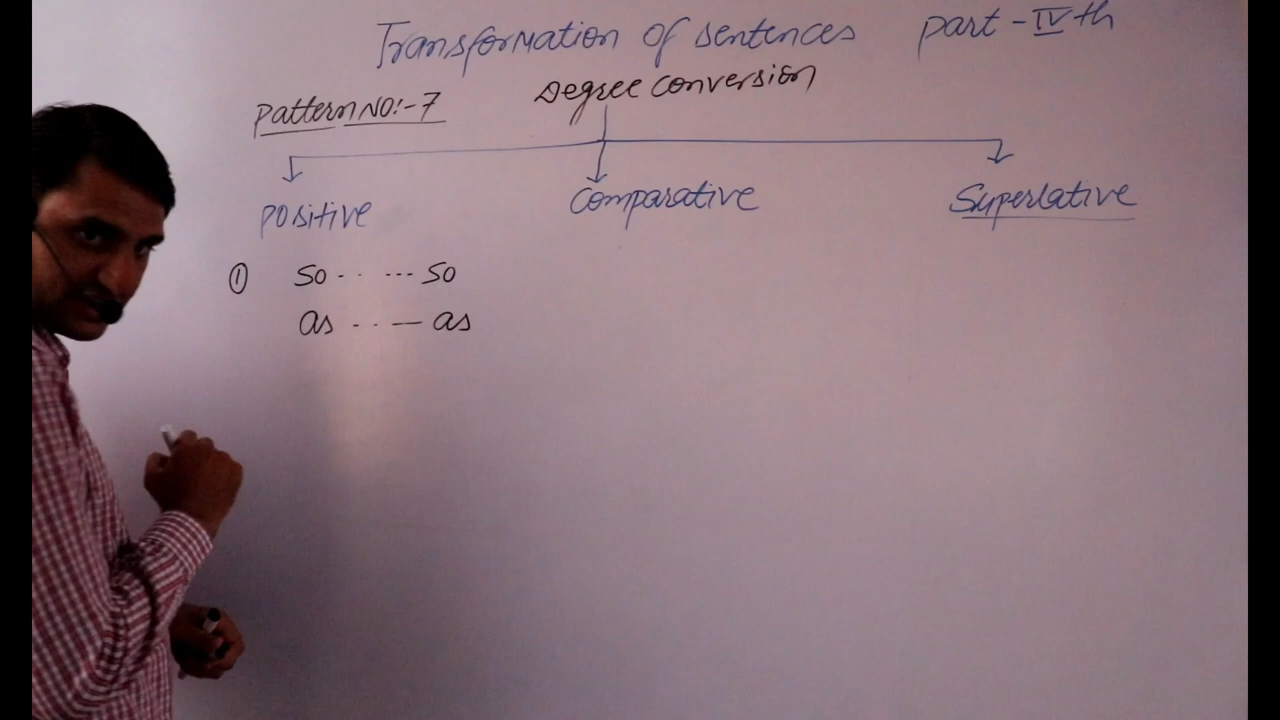 Transformation of sentences part-IVth
Degree conversion
Pattern NO:-7
Positive Comparative Superlative
① so-- ---so
as ---- as